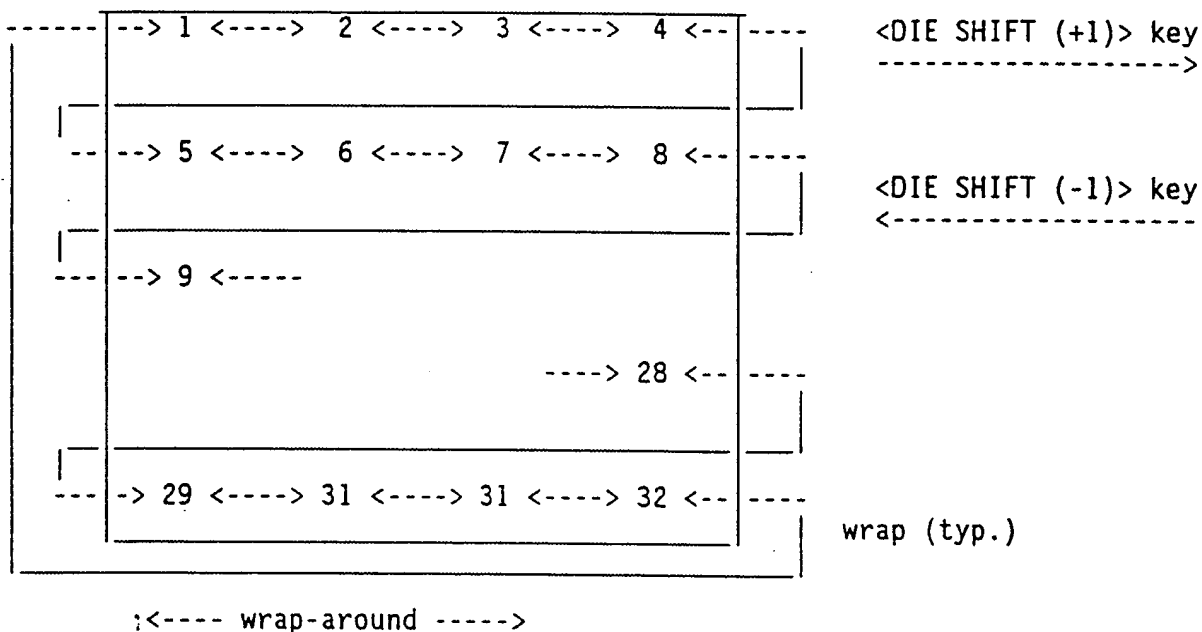 ------ --> 1 <----> 2 <----> 3 <----> 4 <-- ---- <DIE SHIFT (+1)> key
------------------->
-- --> 5 <----> 6 <----> 7 <----> 8 <-- ----
<DIE SHIFT (-1)> key
<-------------------
--- --> 9 <-----
----> 28 <-- ----
--- -> 29 <----> 31 <----> 31 <----> 32 <-- ----
wrap (typ.)
<---- wrap-around ----->